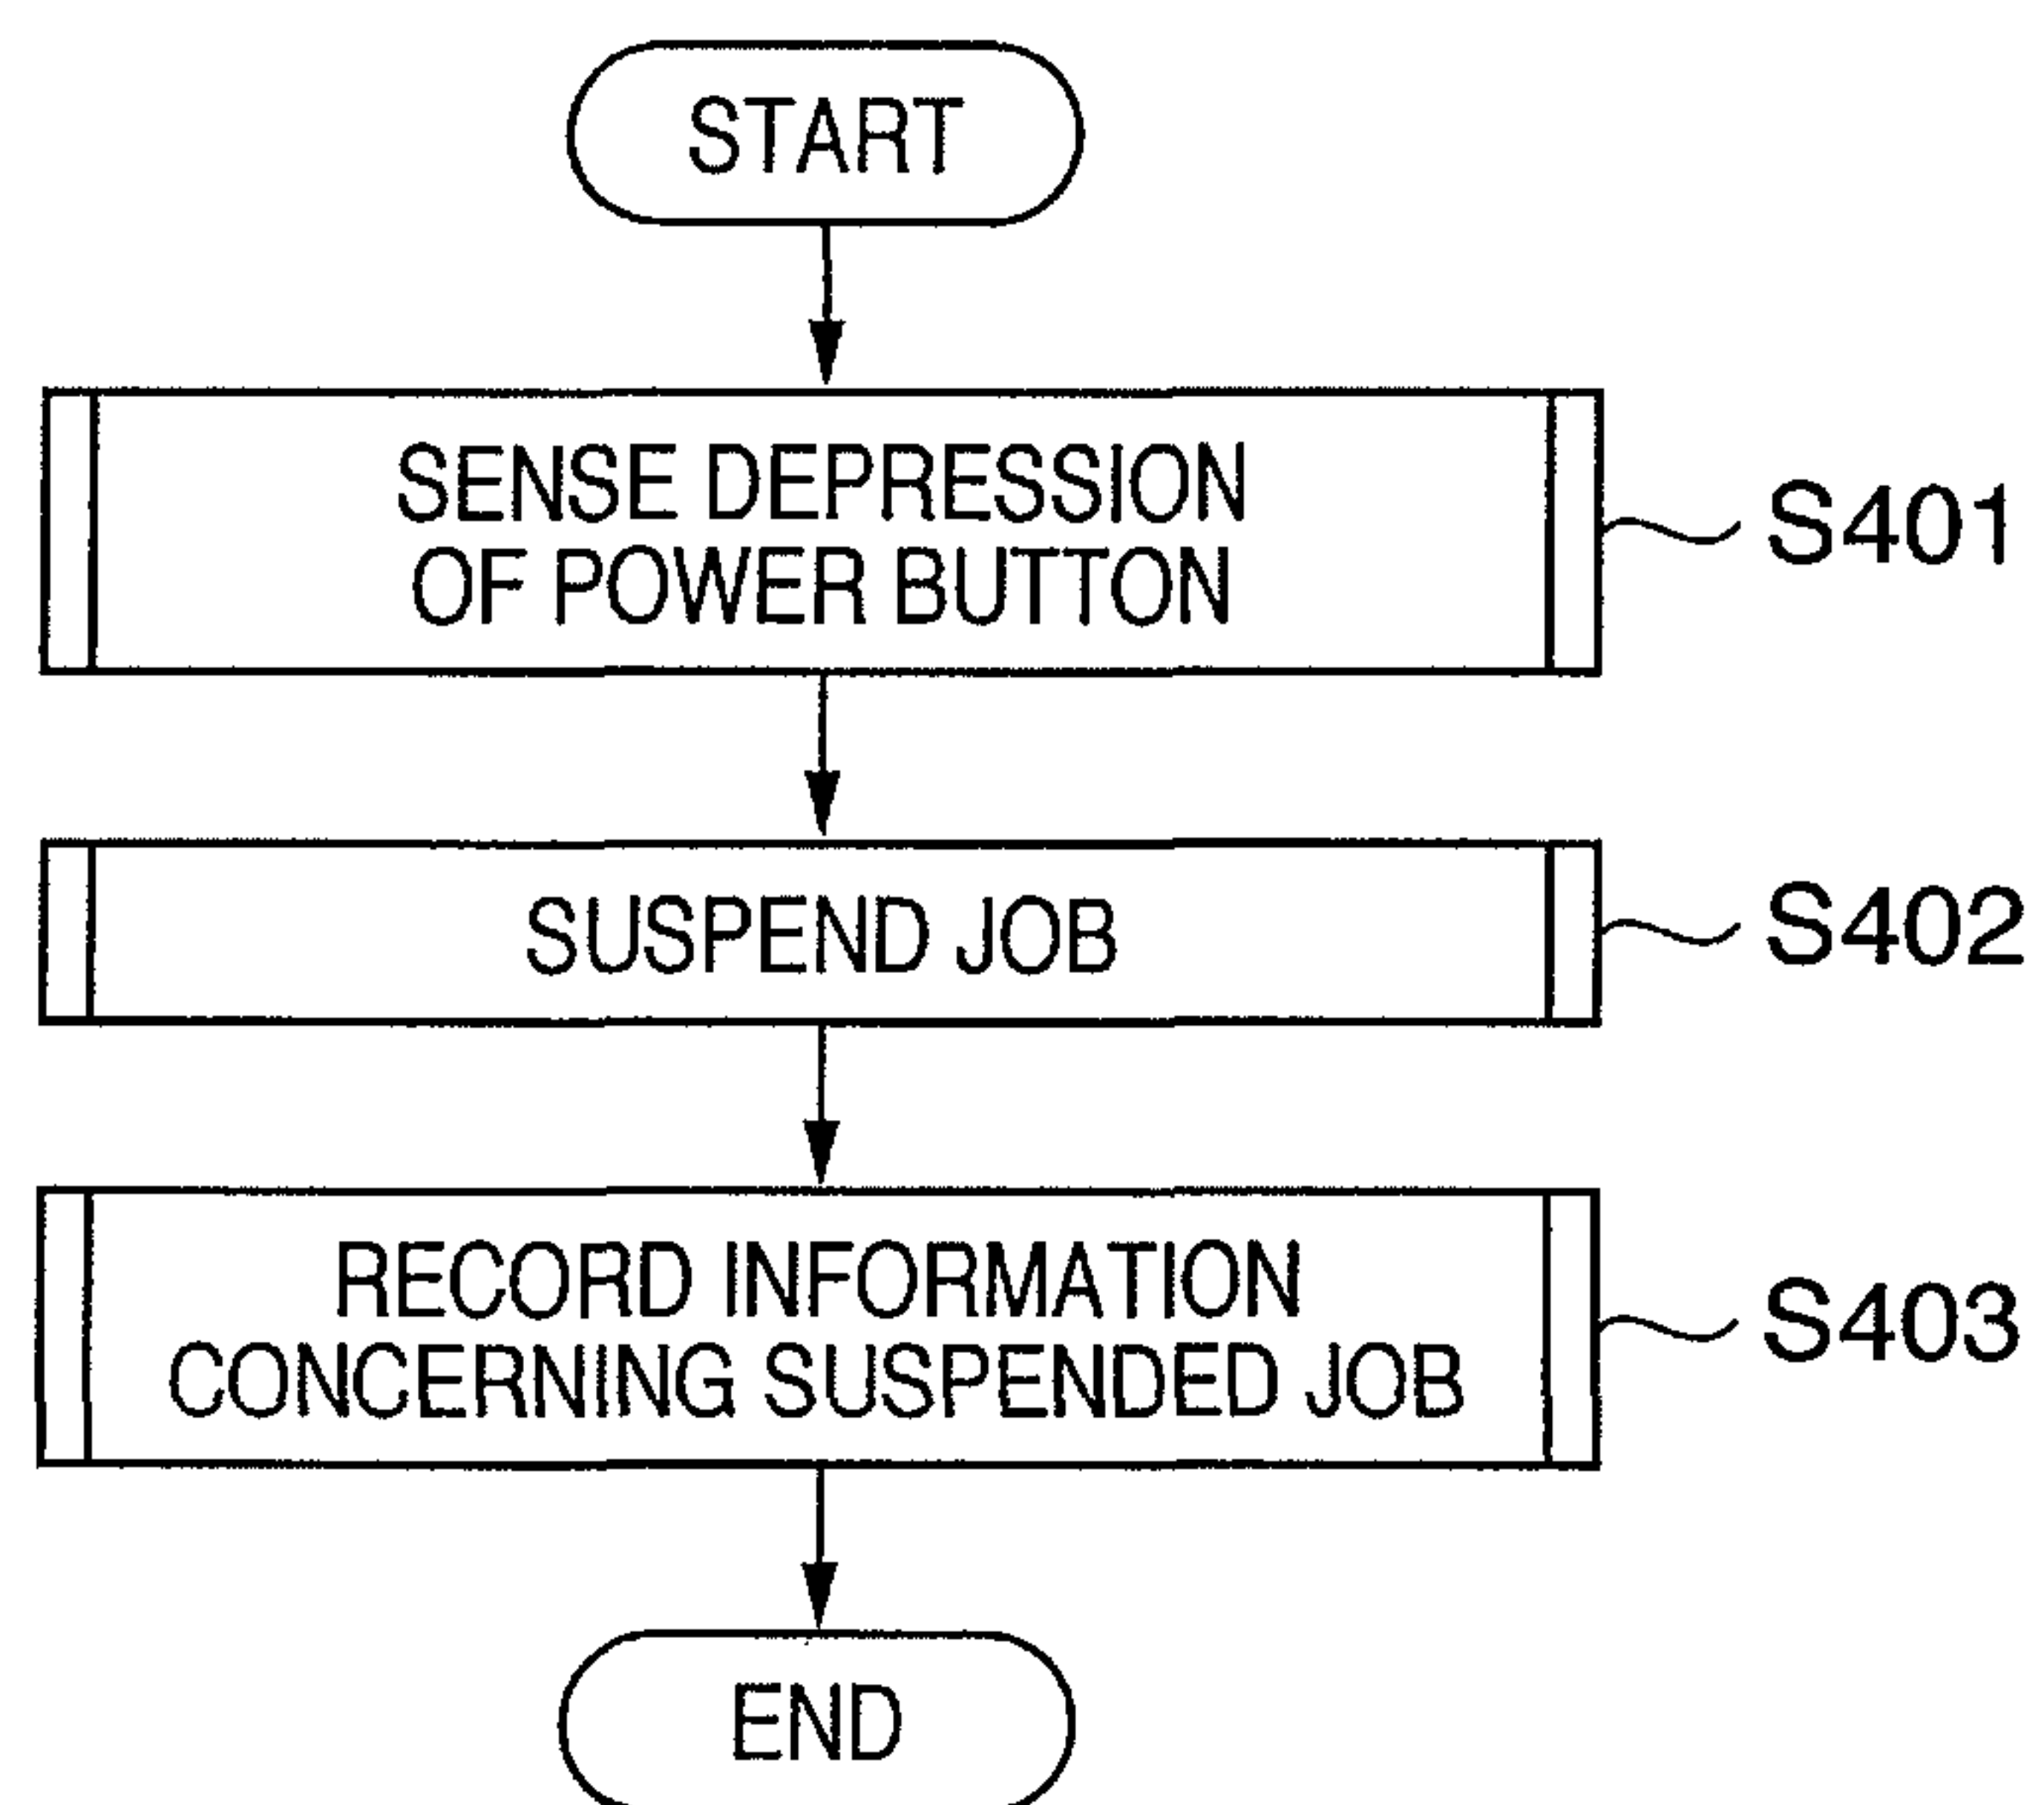 START
SENSE DEPRESSION
OF POWER BUTTON
S401
SUSPEND JOB
S402
RECORD INFORMATION
CONCERNING SUSPENDED JOB
S403
END